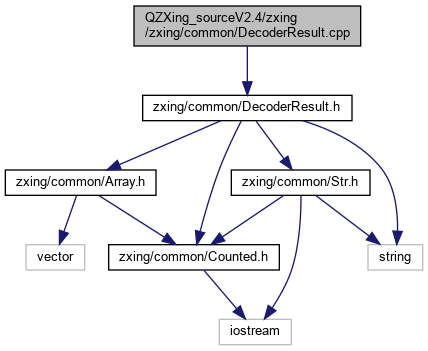 QZXing_sourceV2.4/zxing
/zxing/common/DecoderResult.cpp
zxing/common/DecoderResult.h
zxing/common/Array.h
zxing/common/Str.h
vector
zxing/common/Counted.h
string
iostream